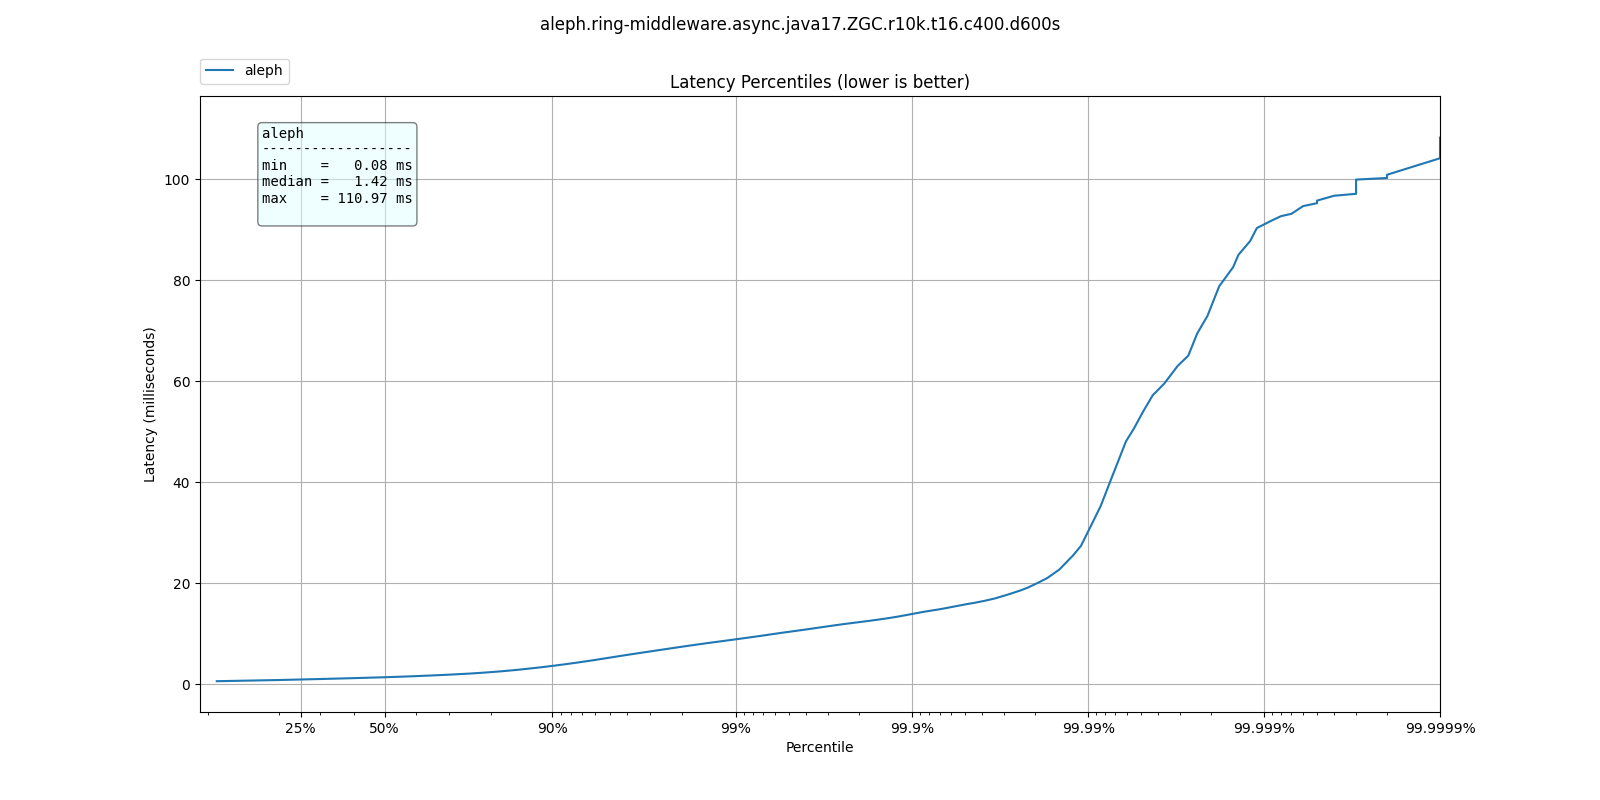 aleph.ring-middleware.async.java17.ZGC.r10k.t16.c400.d600s
aleph
Latency Percentiles (lower is better)
aleph
------------------
min    =   0.08 ms
median =   1.42 ms
max    = 110.97 ms
100
80
60
40
20
0
Latency (milliseconds)
25% 50% 90% 99% 99.9% 99.99% 99.999% 99.9999%
Percentile